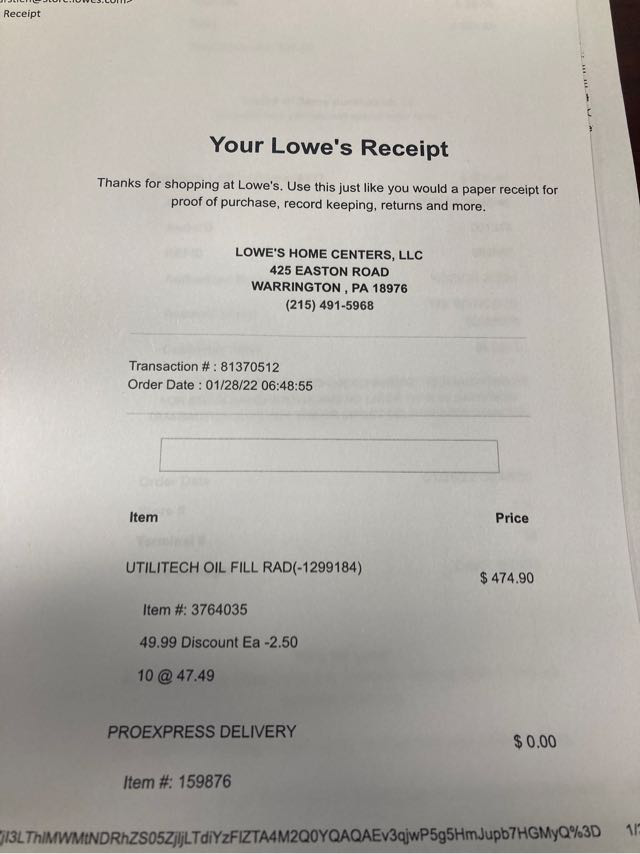 Receipt
Your Lowe's Receipt
Thanks for shopping at Lowe's. Use this just like you would a paper receipt for
proof of purchase, record keeping, returns and more.
LOWE'S HOME CENTERS, LLC
425 EASTON ROAD
WARRINGTON , PA 18976
(215) 491-5968
Transaction # : 81370512
Order Date : 01/28/22 06:48:55
Item Price
UTILITECH OIL FILL RAD(-1299184) $ 474.90
Item #: 3764035
49.99 Discount Ea -2.50
10 @ 47.49
PROEXPRESS DELIVERY $ 0.00
Item #: 159876